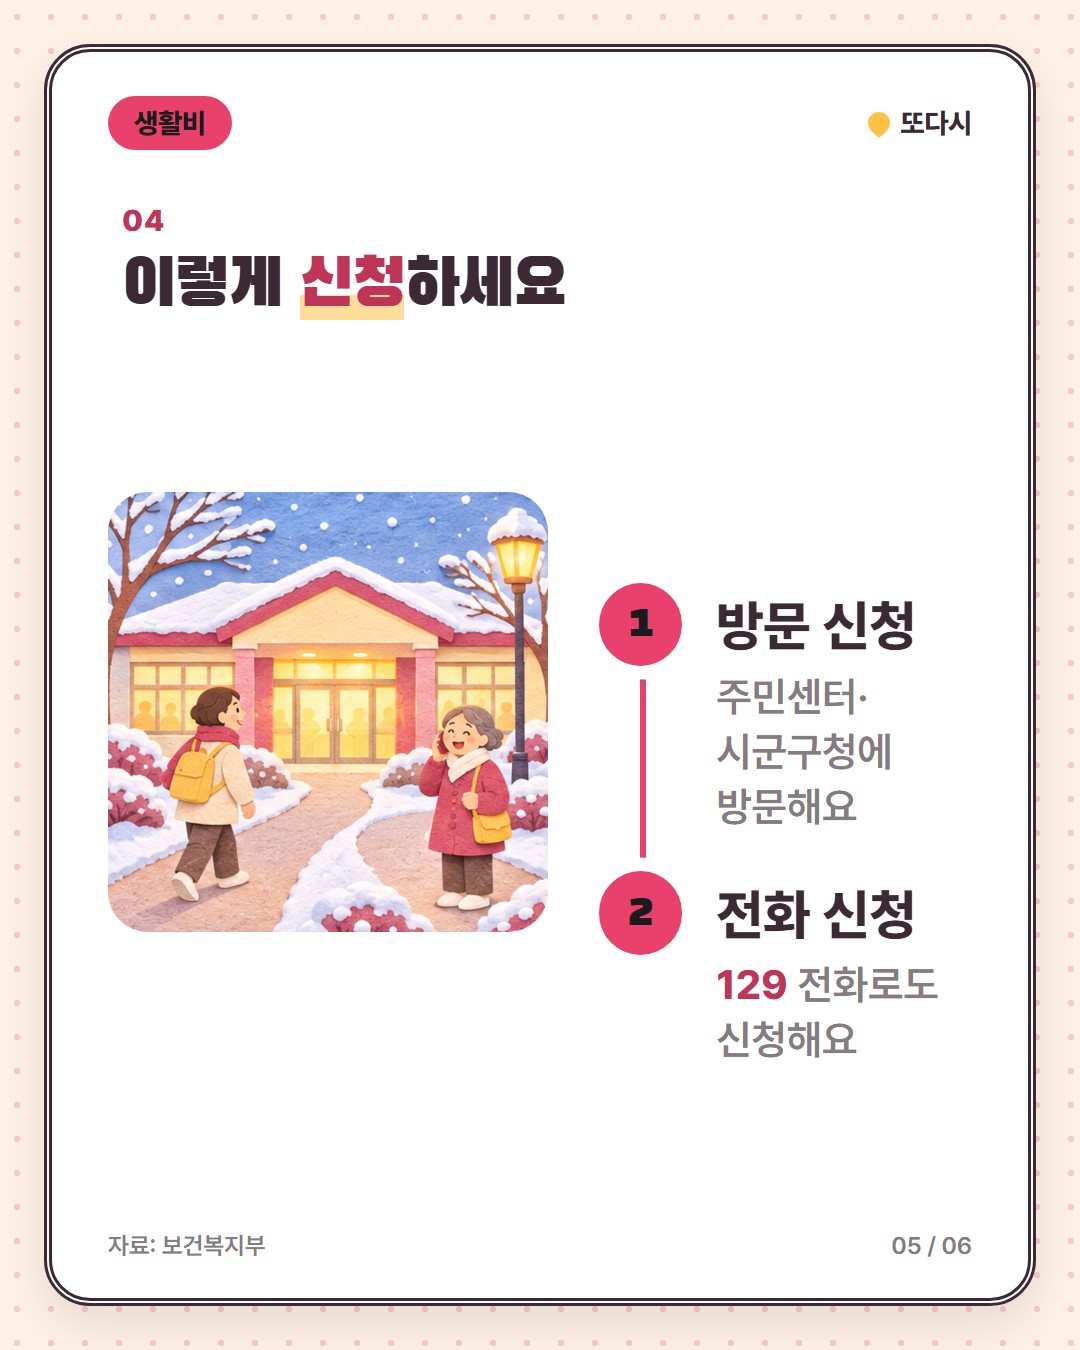 생활비
또다시
04
이렇게 신청하세요
1
방문 신청
주민센터·
시군구청에
방문해요
2
전화 신청
129 전화로도
신청해요
자료: 보건복지부
05 / 06